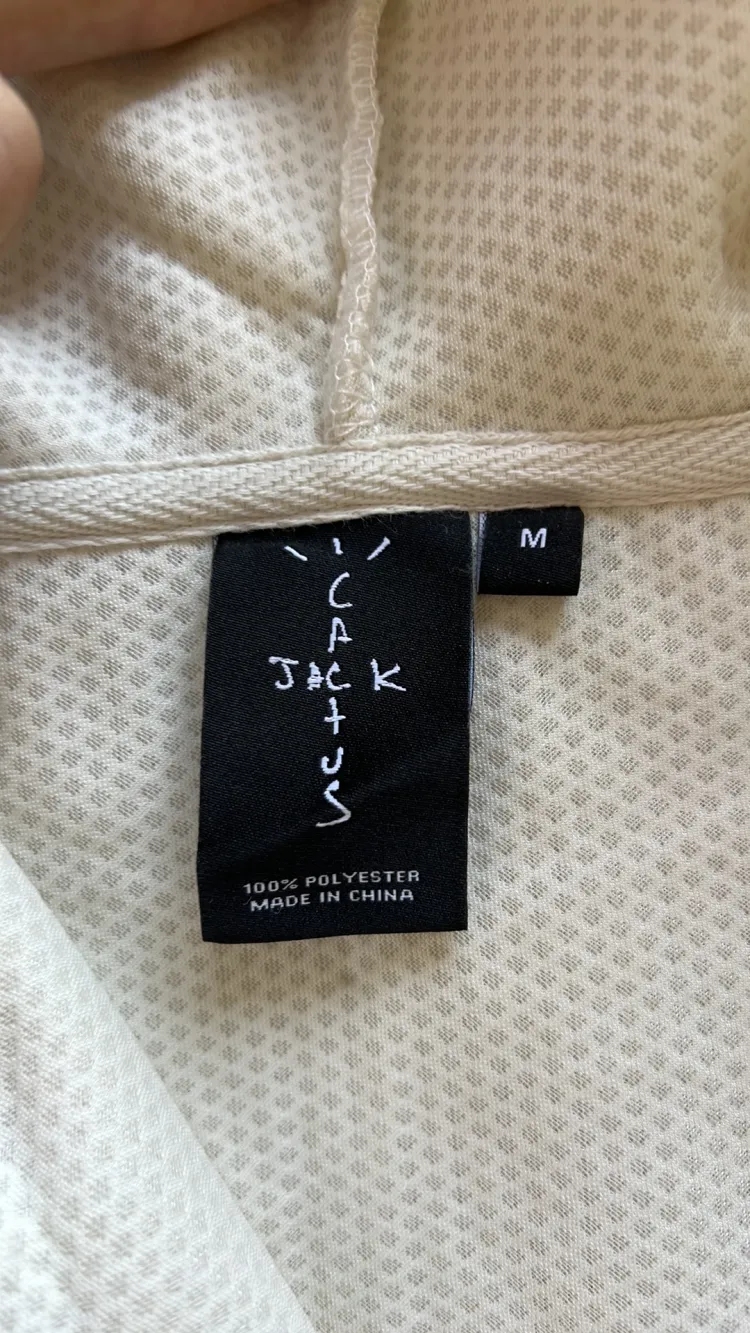 M
CACTUS
JACK
100% POLYESTER
MADE IN CHINA